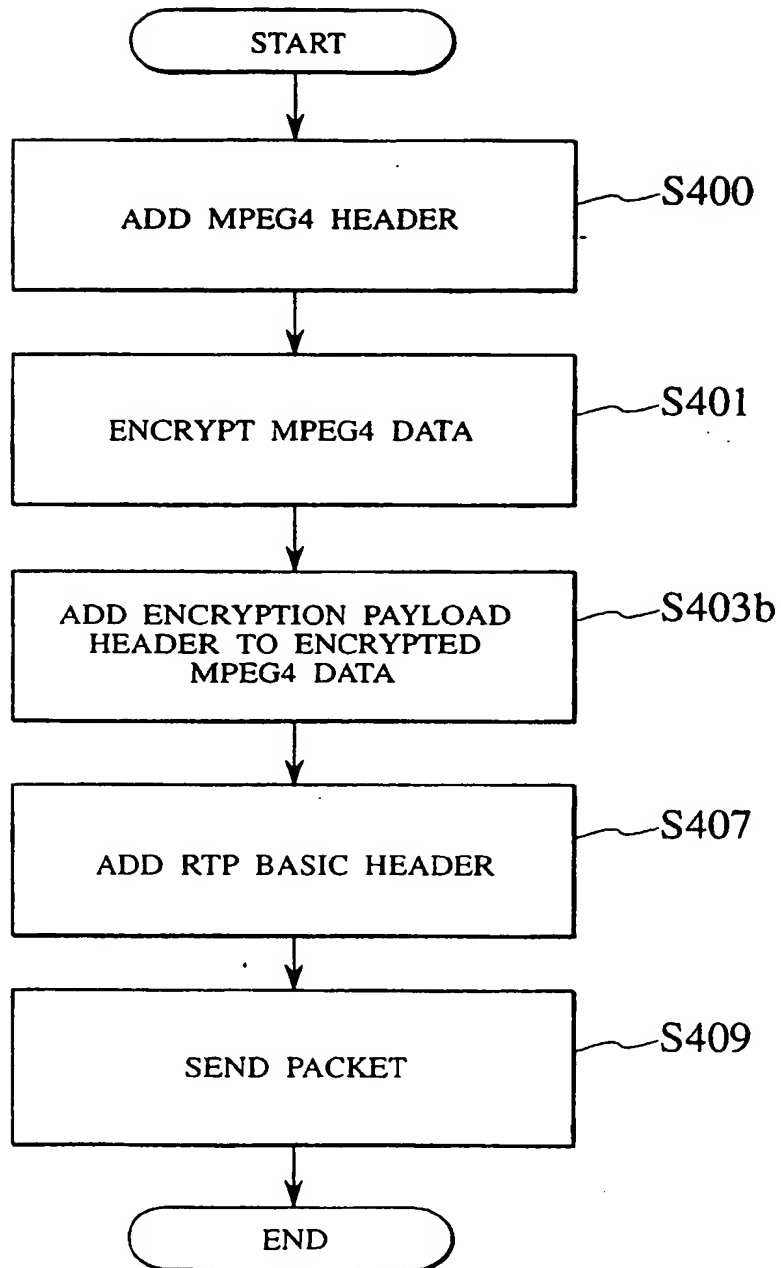 START
ADD MPEG4 HEADER
S400
ENCRYPT MPEG4 DATA
S401
ADD ENCRYPTION PAYLOAD
HEADER TO ENCRYPTED
MPEG4 DATA
S403b
ADD RTP BASIC HEADER
S407
SEND PACKET
S409
END